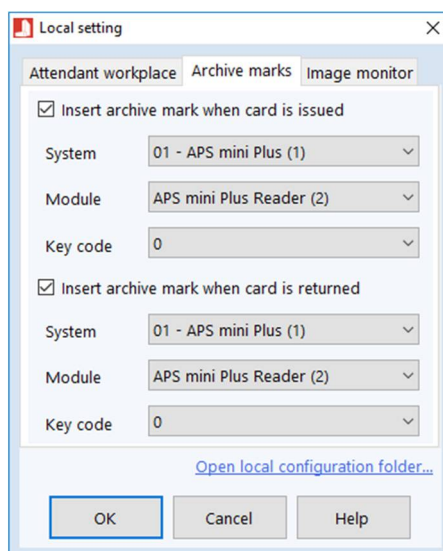 Local setting
Attendant workplace Archive marks Image monitor
Insert archive mark when card is issued
System 01 - APS mini Plus (1)
Module APS mini Plus Reader (2)
Key code 0
Insert archive mark when card is returned
System 01 - APS mini Plus (1)
Module APS mini Plus Reader (2)
Key code 0
Open local configuration folder...
OK Cancel Help